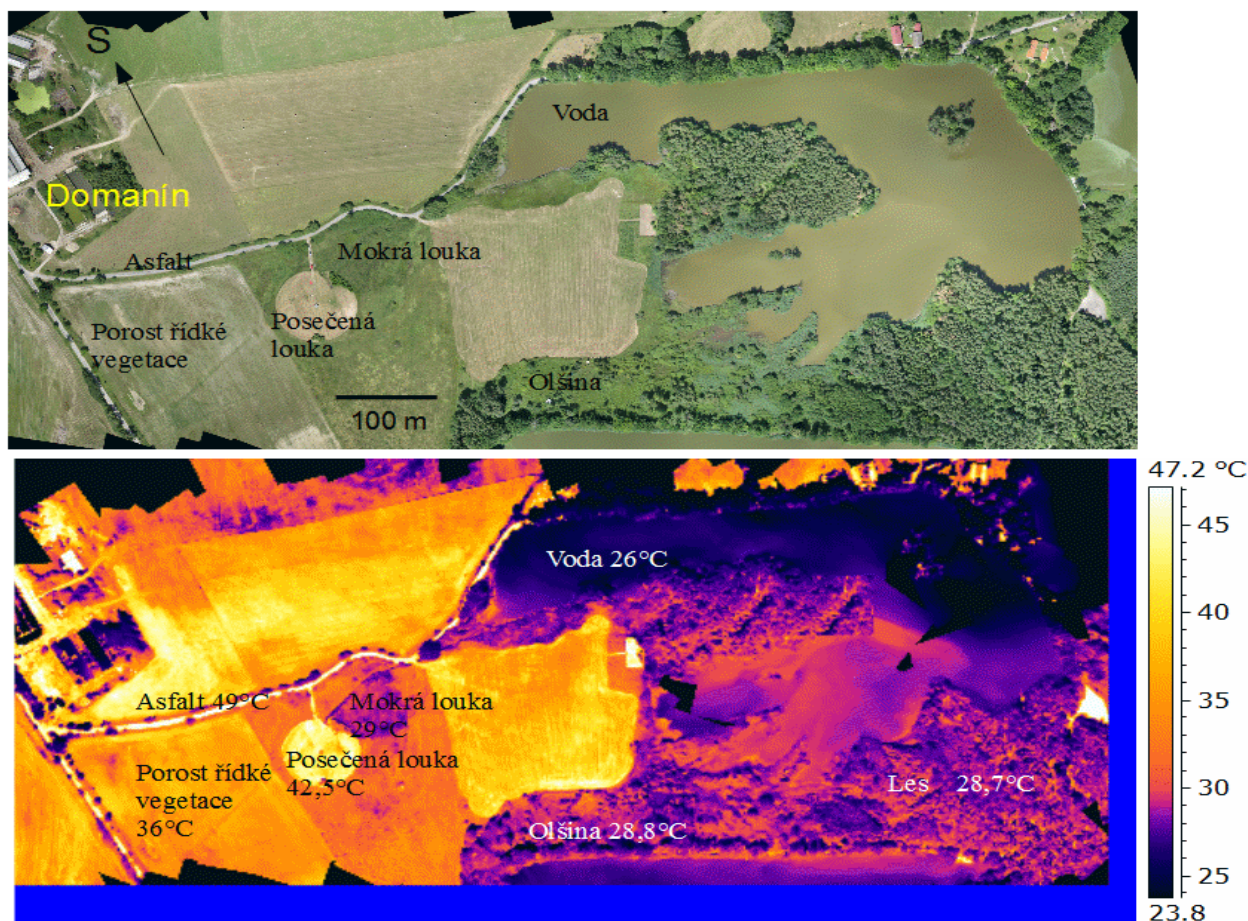 S
Voda
Domanín
Mokrá louka
Asfalt
Posečená
louka
Porost řídké
vegetace
Olšina
100 m
47.2 °C
45
40
35
30
25
23.8
Voda 26°C
Asfalt 49°C
Mokrá louka
29°C
Posečená louka
42,5°C
Porost řídké
vegetace
36°C
Les 28,7°C
Olšina 28,8°C